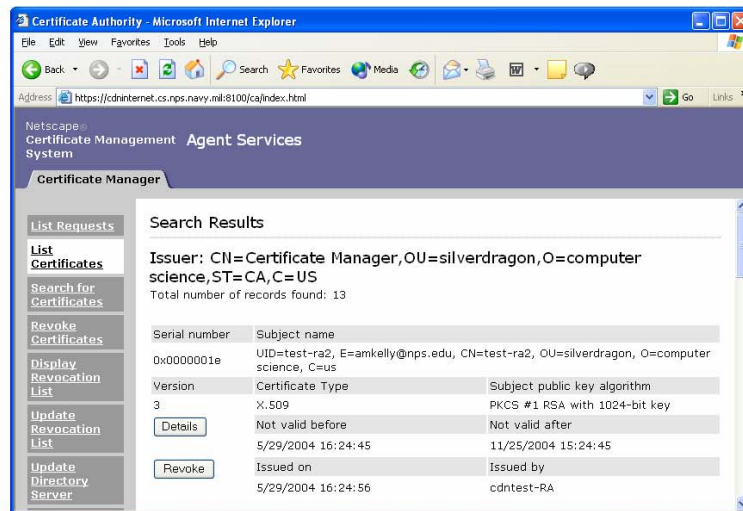 Certificate Authority - Microsoft Internet Explorer
File Edit View Favorites Tools Help
Back Search Favorites Media
Address https://cdninternet.cs.nps.navy.mil:8100/ca/index.html Go Links
Netscape
Certificate Management Agent Services
System
Certificate Manager
List Requests
List
Certificates
Search for
Certificates
Revoke
Certificates
Display
Revocation
List
Update
Revocation
List
Update
Directory
Server
Search Results
Issuer: CN=Certificate Manager,OU=silverdragon,O=computer
science,ST=CA,C=US
Total number of records found: 13
Serial number Subject name
0x0000001e UID=test-ra2, E=amkelly@nps.edu, CN=test-ra2, OU=silverdragon, O=computer
science, C=us
Version Certificate Type Subject public key algorithm
3 X.509 PKCS #1 RSA with 1024-bit key
Details Not valid before Not valid after
5/29/2004 16:24:45 11/25/2004 15:24:45
Revoke Issued on Issued by
5/29/2004 16:24:56 cdntest-RA